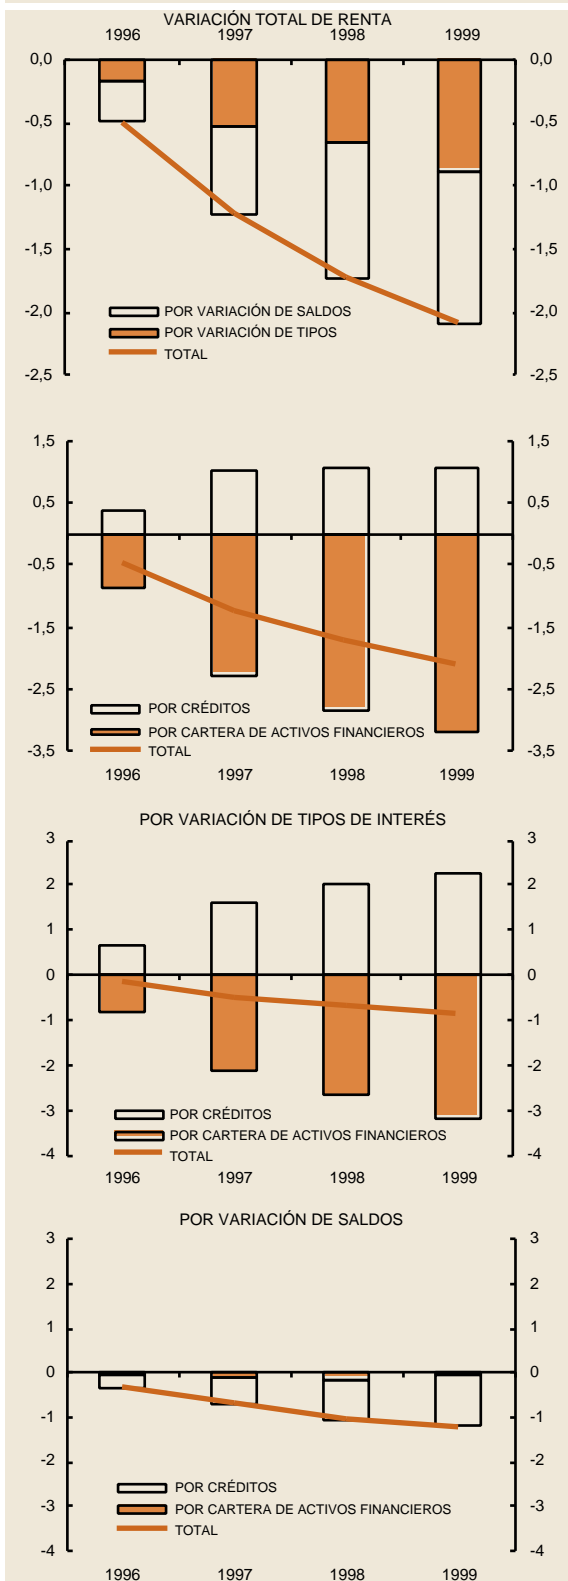 VARIACIÓN TOTAL DE RENTA
1996 1997 1998 1999
0,0 0,0
-0,5 -0,5
-1,0 -1,0
-1,5 -1,5
-2,0 -2,0
-2,5 -2,5
POR VARIACIÓN DE SALDOS
POR VARIACIÓN DE TIPOS
TOTAL
1,5 1,5
0,5 0,5
-0,5 -0,5
-1,5 -1,5
-2,5 -2,5
-3,5 -3,5
POR CRÉDITOS
POR CARTERA DE ACTIVOS FINANCIEROS
TOTAL
1996 1997 1998 1999
POR VARIACIÓN DE TIPOS DE INTERÉS
3 3
2 2
1 1
0 0
-1 -1
-2 -2
-3 -3
-4 -4
POR CRÉDITOS
POR CARTERA DE ACTIVOS FINANCIEROS
TOTAL
1996 1997 1998 1999
POR VARIACIÓN DE SALDOS
3 3
2 2
1 1
0 0
-1 -1
-2 -2
-3 -3
-4 -4
POR CRÉDITOS
POR CARTERA DE ACTIVOS FINANCIEROS
TOTAL
1996 1997 1998 1999